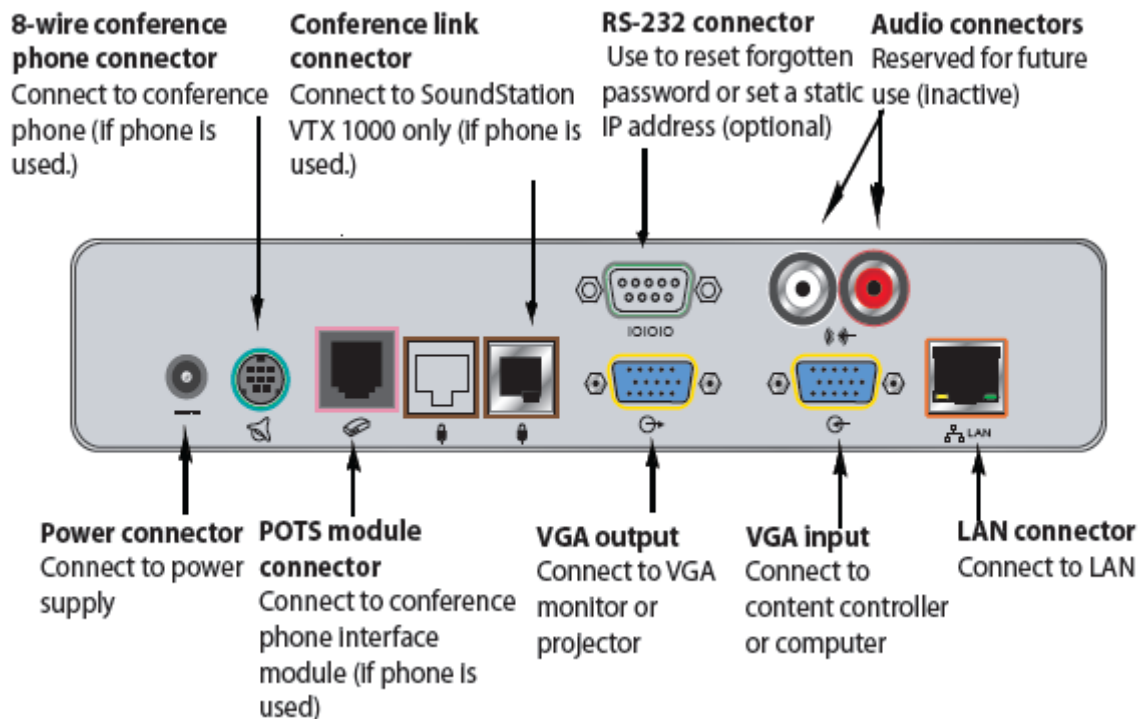 8-wire conference
phone connector
Connect to conference
phone (if phone is
used.)
Conference link
connector
Connect to SoundStation
VTX 1000 only (if phone is
used.)
RS-232 connector
Use to reset forgotten
password or set a static
IP address (optional)
Audio connectors
Reserved for future
use (inactive)
IOIOIO
LAN
Power connector
Connect to power
supply
POTS module
connector
Connect to conference
phone interface
module (if phone is
used)
VGA output
Connect to VGA
monitor or
projector
VGA input
Connect to
content controller
or computer
LAN connector
Connect to LAN